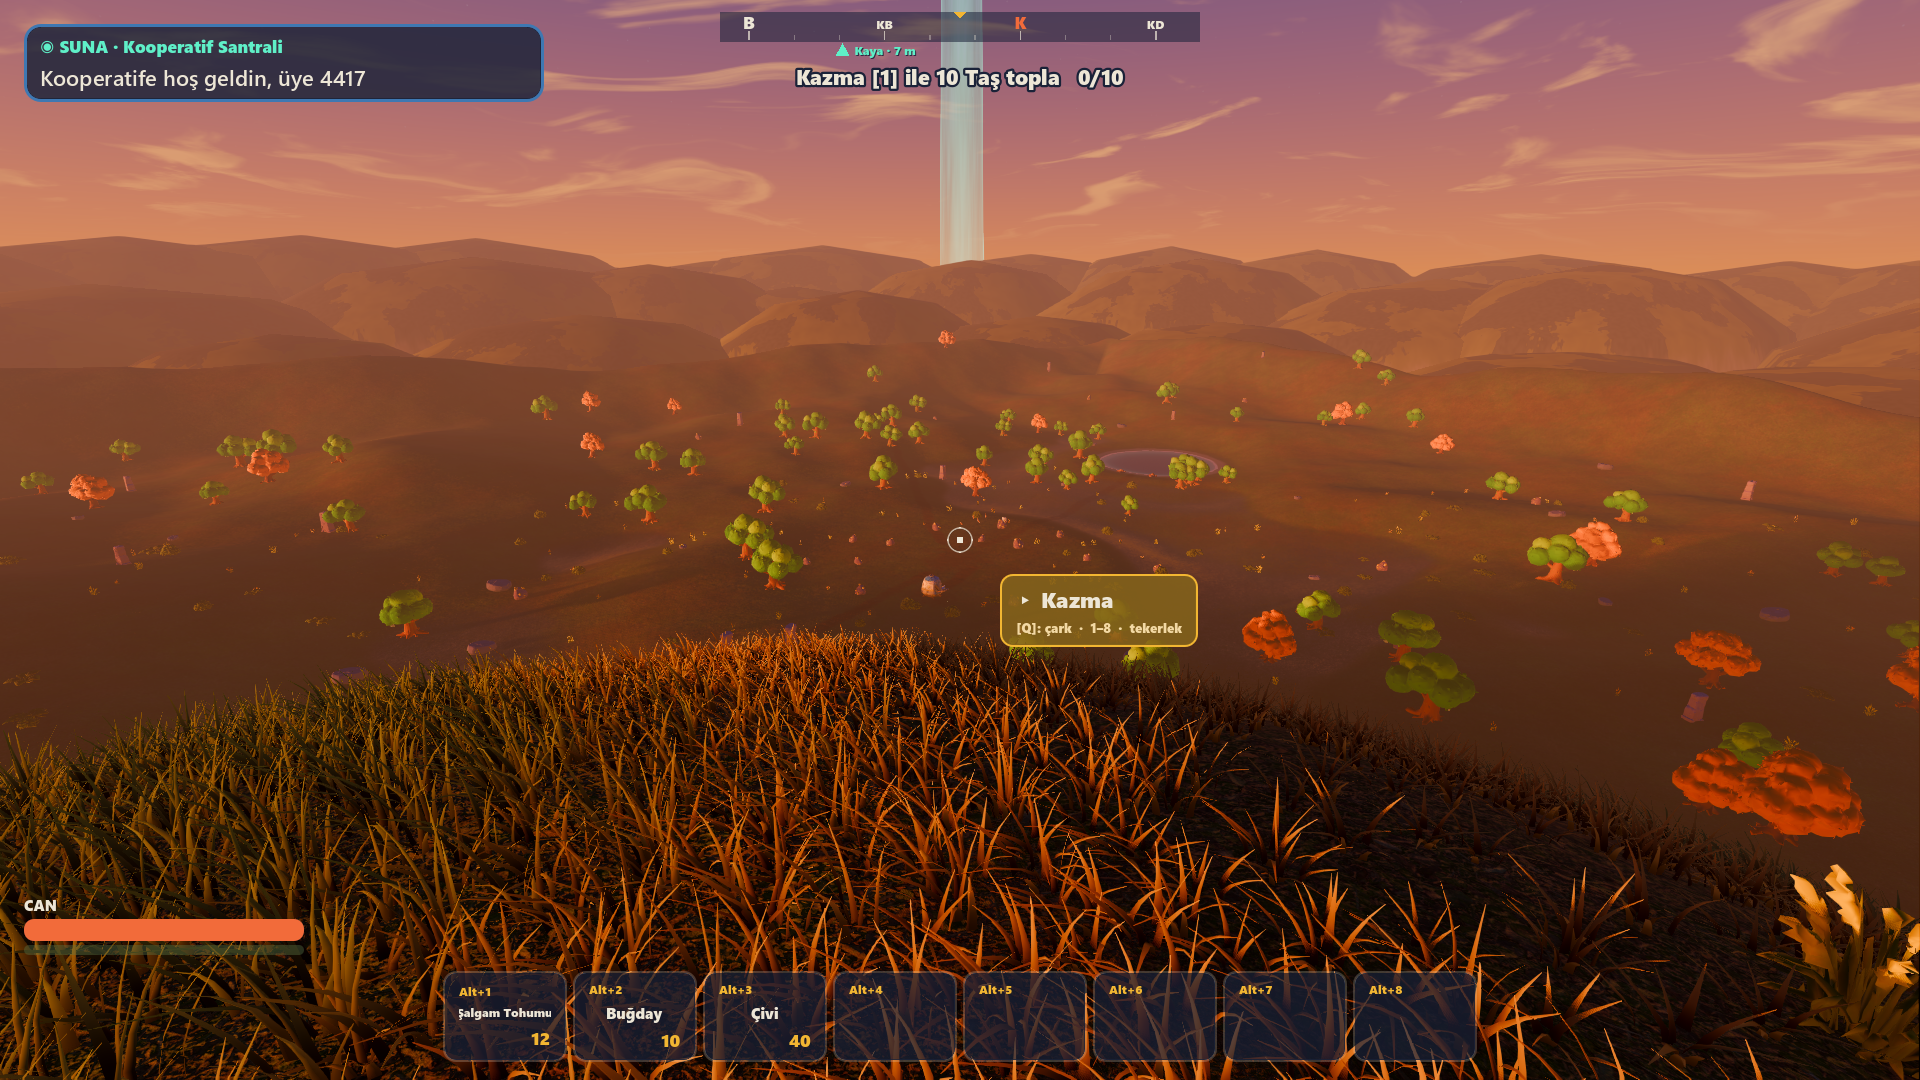 ◉ SUNA · Kooperatif Santrali
Kooperatife hoş geldin, üye 4417
B KB K KD
Kaya · 7 m
Kazma [1] ile 10 Taş topla 0/10
Kazma
[Q]: çark · 1–8 · tekerlek
CAN
Alt+1 Alt+2 Alt+3 Alt+4 Alt+5 Alt+6 Alt+7 Alt+8
Şalgam Tohumu Buğday Çivi
12 10 40